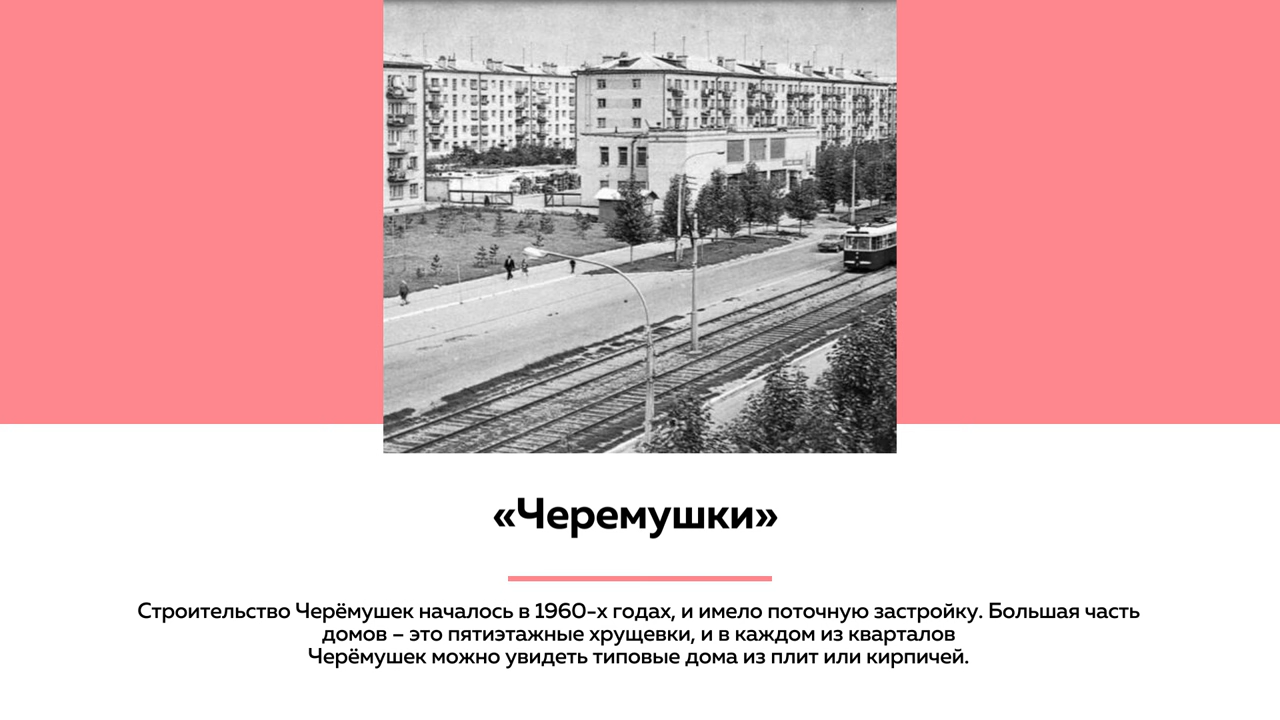 «Черемушки»
Строительство Черёмушек началось в 1960-х годах, и имело поточную застройку. Большая часть
домов – это пятиэтажные хрущевки, и в каждом из кварталов
Черёмушек можно увидеть типовые дома из плит или кирпичей.